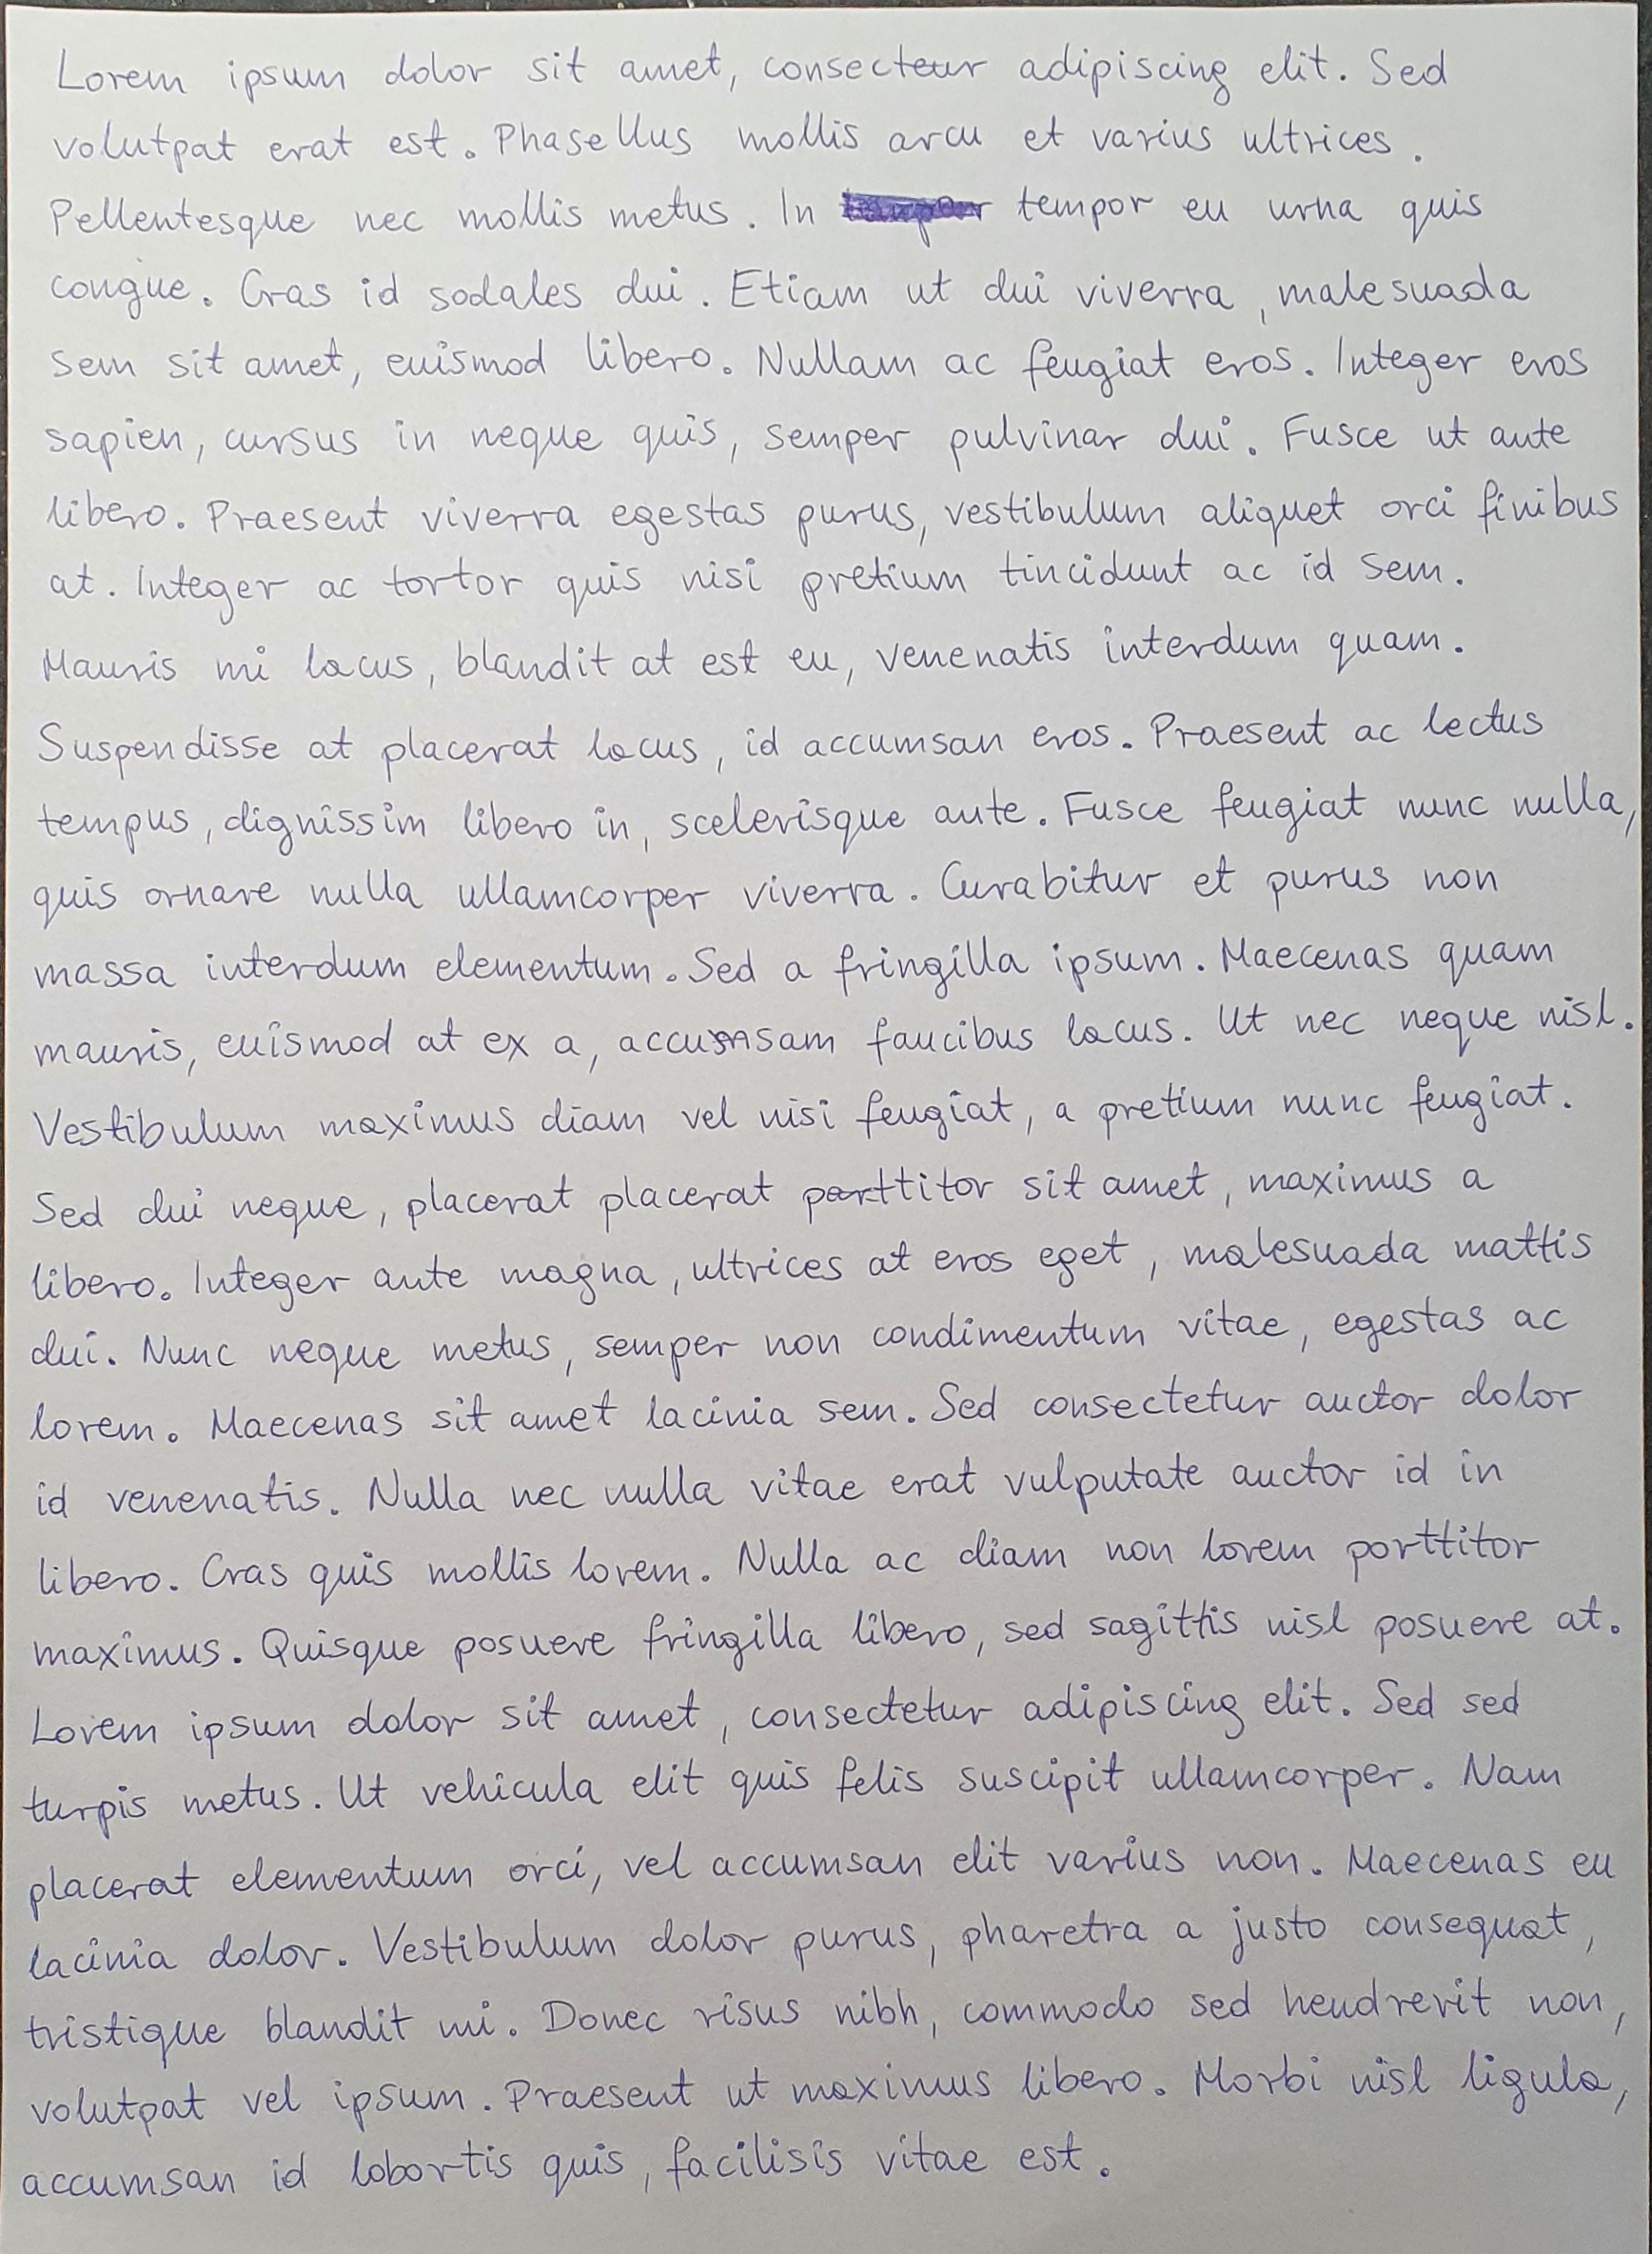 Lorem ipsum dolor sit amet, consecteur adipiscing elit. Sed
volutpat erat est. Phasellus mollis arcu et varius ultrices.
Pellentesque nec mollis metus. In tempor eu urna quis
congue. Cras id sodales dui. Etiam ut dui viverra, malesuada
sem sit amet, euismod libero. Nullam ac feugiat eros. Integer eros
sapien, cursus in neque quis, semper pulvinar dui. Fusce ut ante
libero. Praesent viverra egestas purus, vestibulum aliquet orci finibus
at. Integer ac tortor quis nisi pretium tincidunt ac id sem.
Mauris mi lacus, blandit at est eu, venenatis interdum quam.
Suspendisse at placerat lacus, id accumsan eros. Praesent ac lectus
tempus, dignissim libero in, scelerisque ante. Fusce feugiat nunc nulla,
quis ornare nulla ullamcorper viverra. Curabitur et purus non
massa interdum elementum. Sed a fringilla ipsum. Maecenas quam
mauris, euismod at ex a, accumsam faucibus lacus. Ut nec neque nisl.
Vestibulum maximus diam vel nisi feugiat, a pretium nunc feugiat.
Sed dui neque, placerat placerat porttitor sit amet, maximus a
libero. Integer ante magna, ultrices at eros eget, malesuada mattis
dui. Nunc neque metus, semper non condimentum vitae, egestas ac
lorem. Maecenas sit amet lacinia sem. Sed consectetur auctor dolor
id venenatis. Nulla nec nulla vitae erat vulputate auctor id in
libero. Cras quis mollis lorem. Nulla ac diam non lorem porttitor
maximus. Quisque posuere fringilla libero, sed sagittis nisl posuere at.
Lorem ipsum dolor sit amet, consectetur adipiscing elit. Sed sed
turpis metus. Ut vehicula elit quis felis suscipit ullamcorper. Nam
placerat elementum orci, vel accumsan elit varius non. Maecenas eu
lacinia dolor. Vestibulum dolor purus, pharetra a justo consequat,
tristique blandit mi. Donec risus nibh, commodo sed hendrerit non,
volutpat vel ipsum. Praesent ut maximus libero. Morbi nisl ligula,
accumsan id lobortis quis, facilisis vitae est.